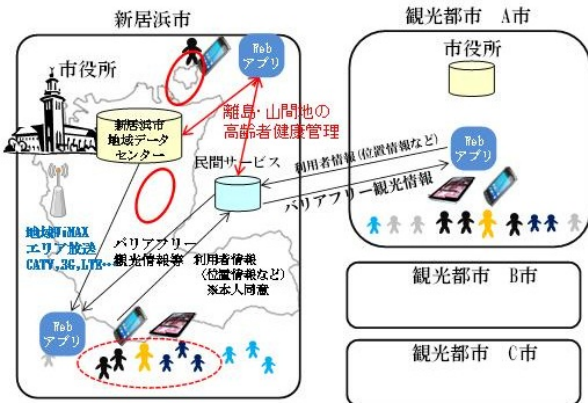 新居浜市
市役所
Web
アプリ
新居浜市
地域データ
センター
離島・山間地の
高齢者健康管理
民間サービス
地域WiMAX
エリア放送
CATV,3G,LTE…
バリアフリー
観光情報等
利用者情報
(位置情報など)
※本人同意
Web
アプリ
利用者情報(位置情報など)
バリアフリー観光情報
観光都市 A市
市役所
Web
アプリ
観光都市 B市
観光都市 C市